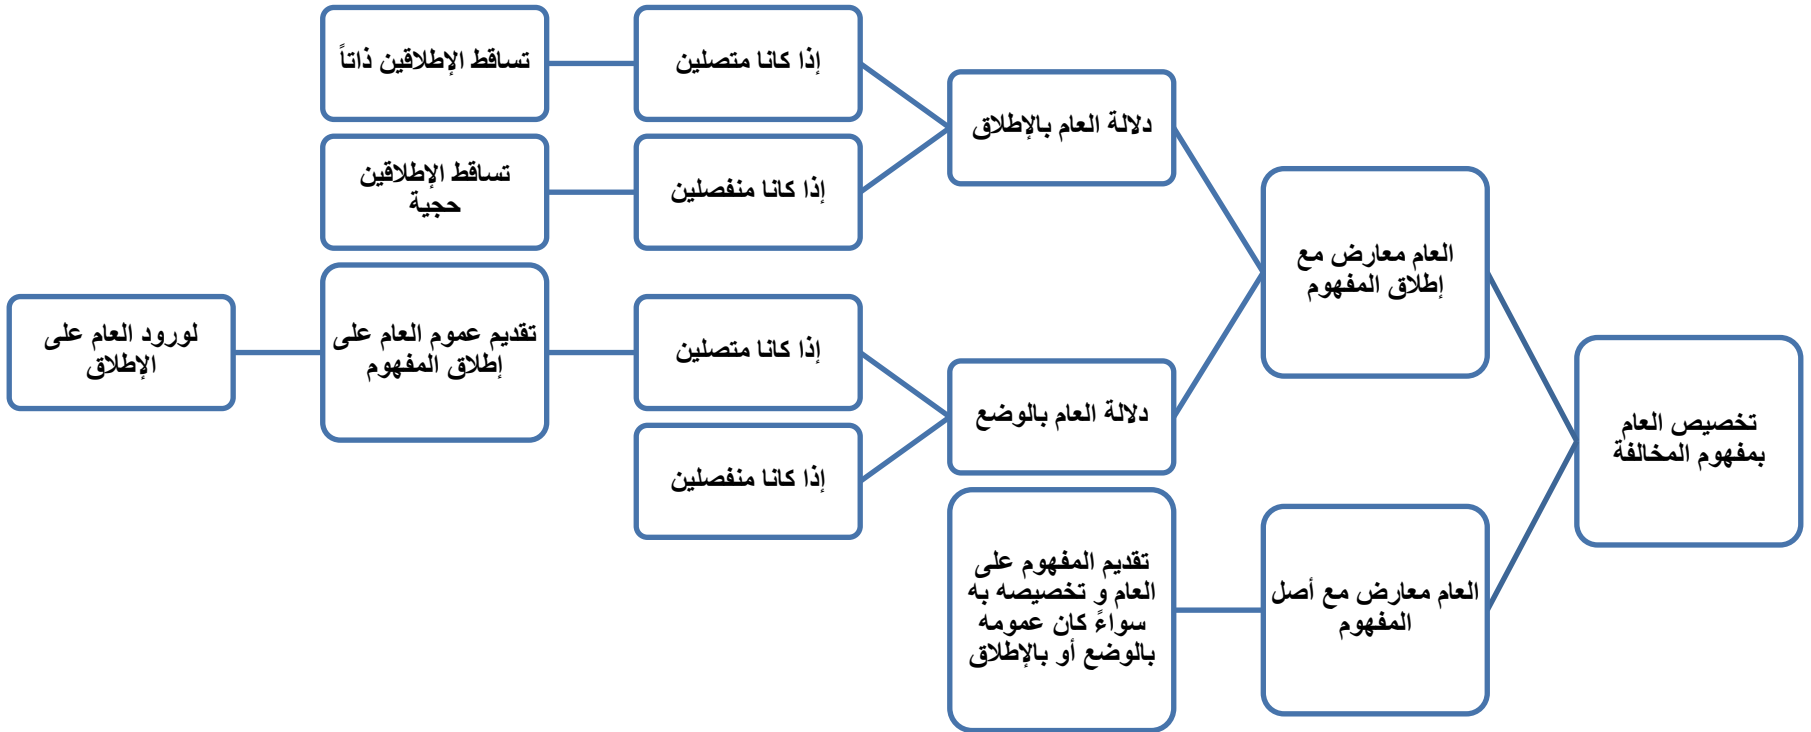 تخصيص العام
بمفهوم المخالفة
العام معارض مع
إطلاق المفهوم
دلالة العام بالإطلاق
إذا كانا متصلين
تساقط الإطلاقين ذاتاً
إذا كانا منفصلين
تساقط الإطلاقين
حجية
دلالة العام بالوضع
إذا كانا متصلين
تقديم عموم العام على
إطلاق المفهوم
لورود العام على
الإطلاق
إذا كانا منفصلين
العام معارض مع أصل
المفهوم
تقديم المفهوم على
العام و تخصيصه به
سواءً كان عمومه
بالوضع أو بالإطلاق